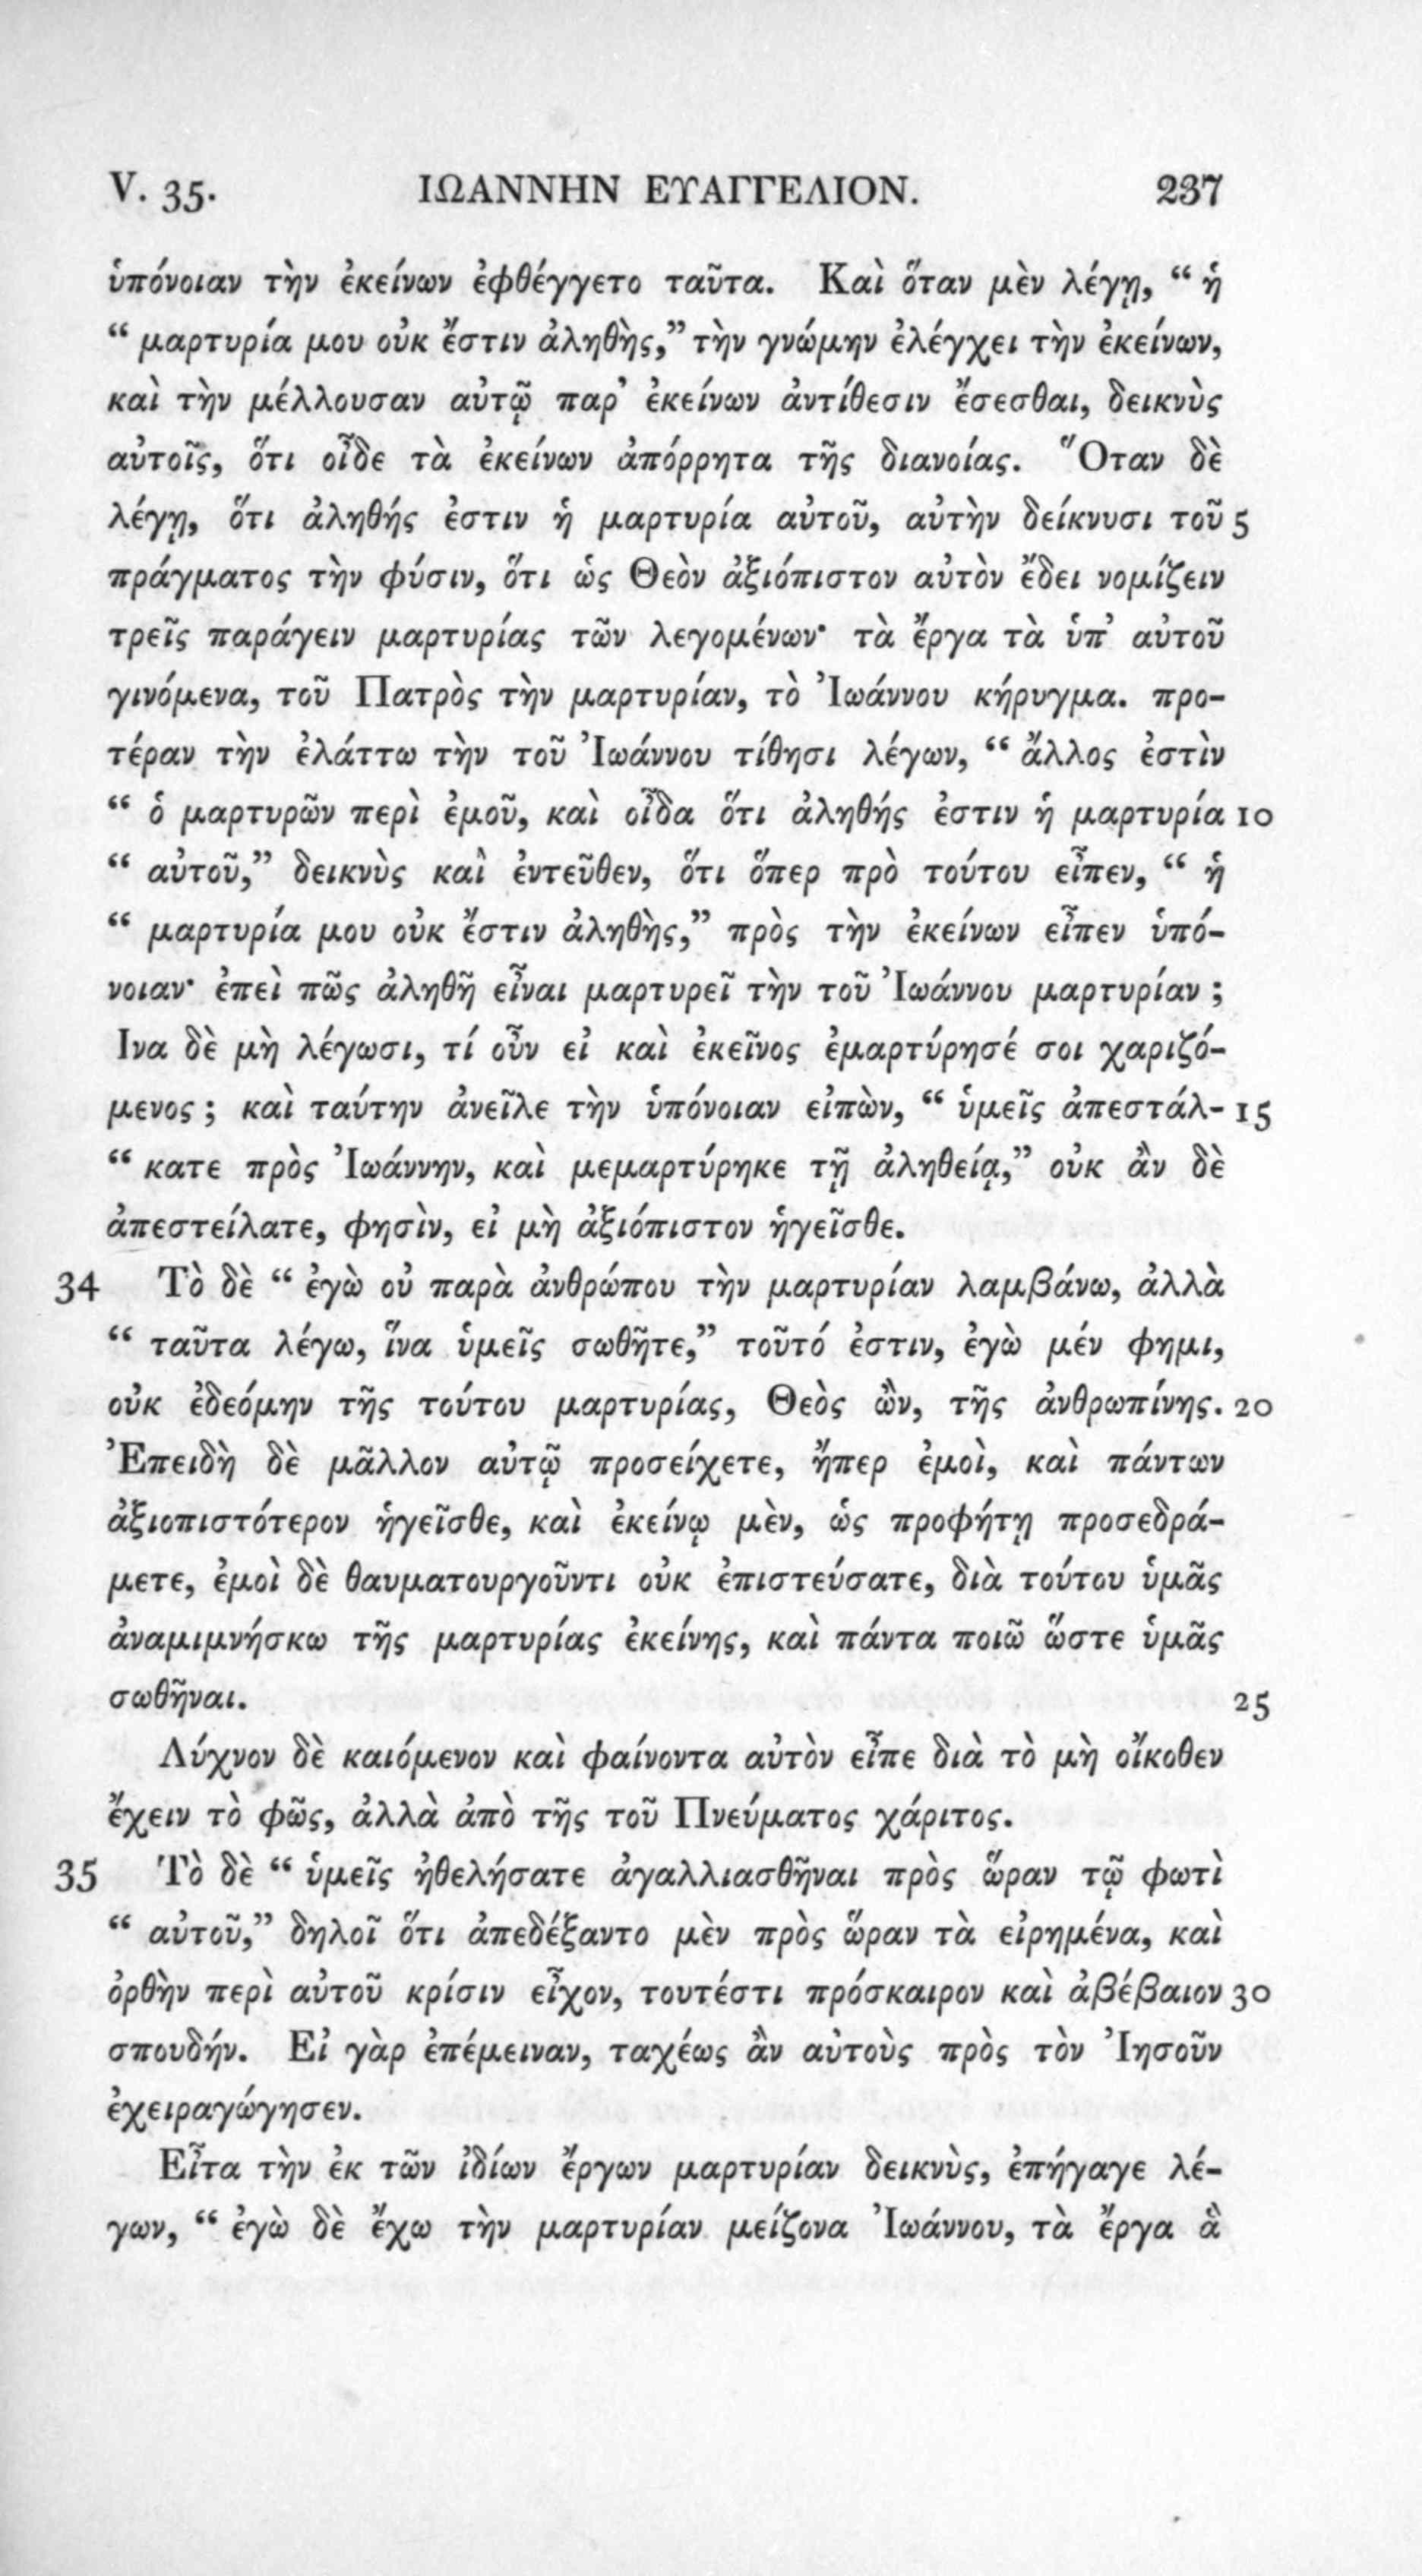 V. 35. ΙΩΑΝΝΗΝ ΕΥΑΓΓΕΛΙΟΝ. 237
ὑπόνοιαν τὴν ἐκείνων ἐφθέγγετο ταῦτα. Καὶ ὅταν μὲν λέγῃ, “ ἡ
“ μαρτυρία μου οὐκ ἔστιν ἀληθὴς,” τὴν γνώμην ἐλέγχει τὴν ἐκείνων,
καὶ τὴν μέλλουσαν αὐτῷ παρ’ ἐκείνων ἀντίθεσιν ἔσεσθαι, δεικνὺς
αὐτοῖς, ὅτι οἶδε τὰ ἐκείνων ἀπόρρητα τῆς διανοίας. Ὅταν δὲ
λέγῃ, ὅτι ἀληθής ἐστιν ἡ μαρτυρία αὐτοῦ, αὐτὴν δείκνυσι τοῦ 5
πράγματος τὴν φύσιν, ὅτι ὡς Θεὸν ἀξιόπιστον αὐτὸν ἔδει νομίζειν
τρεῖς παράγειν μαρτυρίας τῶν λεγομένων· τὰ ἔργα τὰ ὑπ’ αὐτοῦ
γινόμενα, τοῦ Πατρὸς τὴν μαρτυρίαν, τὸ Ἰωάννου κήρυγμα. προ-
τέραν τὴν ἐλάττω τὴν τοῦ Ἰωάννου τίθησι λέγων, “ ἄλλος ἐστὶν
“ ὁ μαρτυρῶν περὶ ἐμοῦ, καὶ οἶδα ὅτι ἀληθής ἐστιν ἡ μαρτυρία 10
“ αὐτοῦ,” δεικνὺς καὶ ἐντεῦθεν, ὅτι ὅπερ πρὸ τούτου εἶπεν, “ ἡ
“ μαρτυρία μου οὐκ ἔστιν ἀληθὴς,” πρὸς τὴν ἐκείνων εἶπεν ὑπό-
νοιαν· ἐπεὶ πῶς ἀληθῆ εἶναι μαρτυρεῖ τὴν τοῦ Ἰωάννου μαρτυρίαν ;
Ινα δὲ μὴ λέγωσι, τί οὖν εἰ καὶ ἐκεῖνος ἐμαρτύρησέ σοι χαριζό-
μενος ; καὶ ταύτην ἀνεῖλε τὴν ὑπόνοιαν εἰπὼν, “ ὑμεῖς ἀπεστάλ- 15
“ κατε πρὸς Ἰωάννην, καὶ μεμαρτύρηκε τῇ ἀληθείᾳ,” οὐκ ἂν δὲ
ἀπεστείλατε, φησὶν, εἰ μὴ ἀξιόπιστον ἡγεῖσθε.
34 Τὸ δὲ “ ἐγὼ οὐ παρὰ ἀνθρώπου τὴν μαρτυρίαν λαμβάνω, ἀλλὰ
“ ταῦτα λέγω, ἵνα ὑμεῖς σωθῆτε,” τοῦτό ἐστιν, ἐγὼ μέν φημι,
οὐκ ἐδεόμην τῆς τούτου μαρτυρίας, Θεὸς ὢν, τῆς ἀνθρωπίνης. 20
Ἐπειδὴ δὲ μᾶλλον αὐτῷ προσείχετε, ἤπερ ἐμοὶ, καὶ πάντων
ἀξιοπιστότερον ἡγεῖσθε, καὶ ἐκείνῳ μὲν, ὡς προφήτῃ προσεδρά-
μετε, ἐμοὶ δὲ θαυματουργοῦντι οὐκ ἐπιστεύσατε, διὰ τούτου ὑμᾶς
ἀναμιμνήσκω τῆς μαρτυρίας ἐκείνης, καὶ πάντα ποιῶ ὥστε ὑμᾶς
σωθῆναι. 25
Λύχνον δὲ καιόμενον καὶ φαίνοντα αὐτὸν εἶπε διὰ τὸ μὴ οἴκοθεν
ἔχειν τὸ φῶς, ἀλλὰ ἀπὸ τῆς τοῦ Πνεύματος χάριτος.
35 Τὸ δὲ “ ὑμεῖς ἠθελήσατε ἀγαλλιασθῆναι πρὸς ὥραν τῷ φωτὶ
“ αὐτοῦ,” δηλοῖ ὅτι ἀπεδέξαντο μὲν πρὸς ὥραν τὰ εἰρημένα, καὶ
ὀρθὴν περὶ αὐτοῦ κρίσιν εἶχον, τουτέστι πρόσκαιρον καὶ ἀβέβαιον 30
σπουδήν. Εἰ γὰρ ἐπέμειναν, ταχέως ἂν αὐτοὺς πρὸς τὸν Ἰησοῦν
ἐχειραγώγησεν.
Εἶτα τὴν ἐκ τῶν ἰδίων ἔργων μαρτυρίαν δεικνὺς, ἐπήγαγε λέ-
γων, “ ἐγὼ δὲ ἔχω τὴν μαρτυρίαν μείζονα Ἰωάννου, τὰ ἔργα ἃ